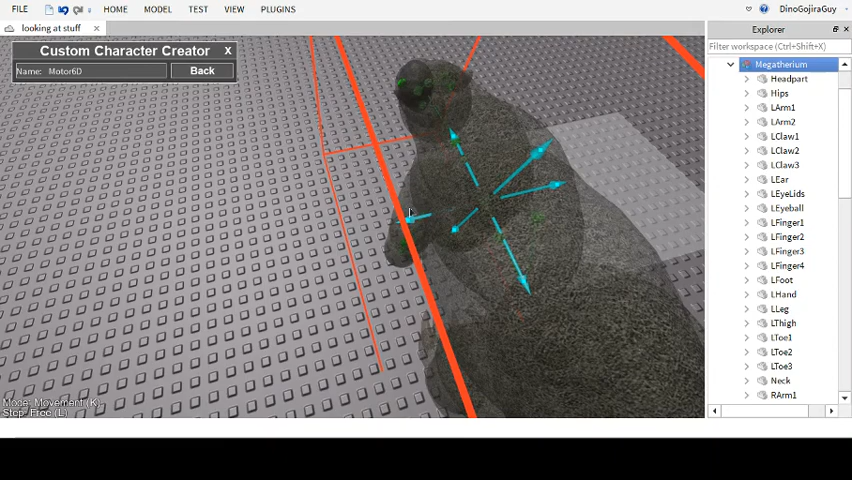 FILE HOME MODEL TEST VIEW PLUGINS DinoGojiraGuy
looking at stuff x
Explorer
Custom Character Creator X
Filter workspace (Ctrl+Shift+X)
Name: Motor6D Back
Megatherium
Headpart
Hips
LArm1
LArm2
LClaw1
LClaw2
LClaw3
LEar
LEyeLids
LEyeball
LFinger1
LFinger2
LFinger3
LFinger4
LFoot
LHand
LLeg
LThigh
LToe1
LToe2
LToe3
Neck
RArm1
Mode: Movement (K)
Step: Free (L)